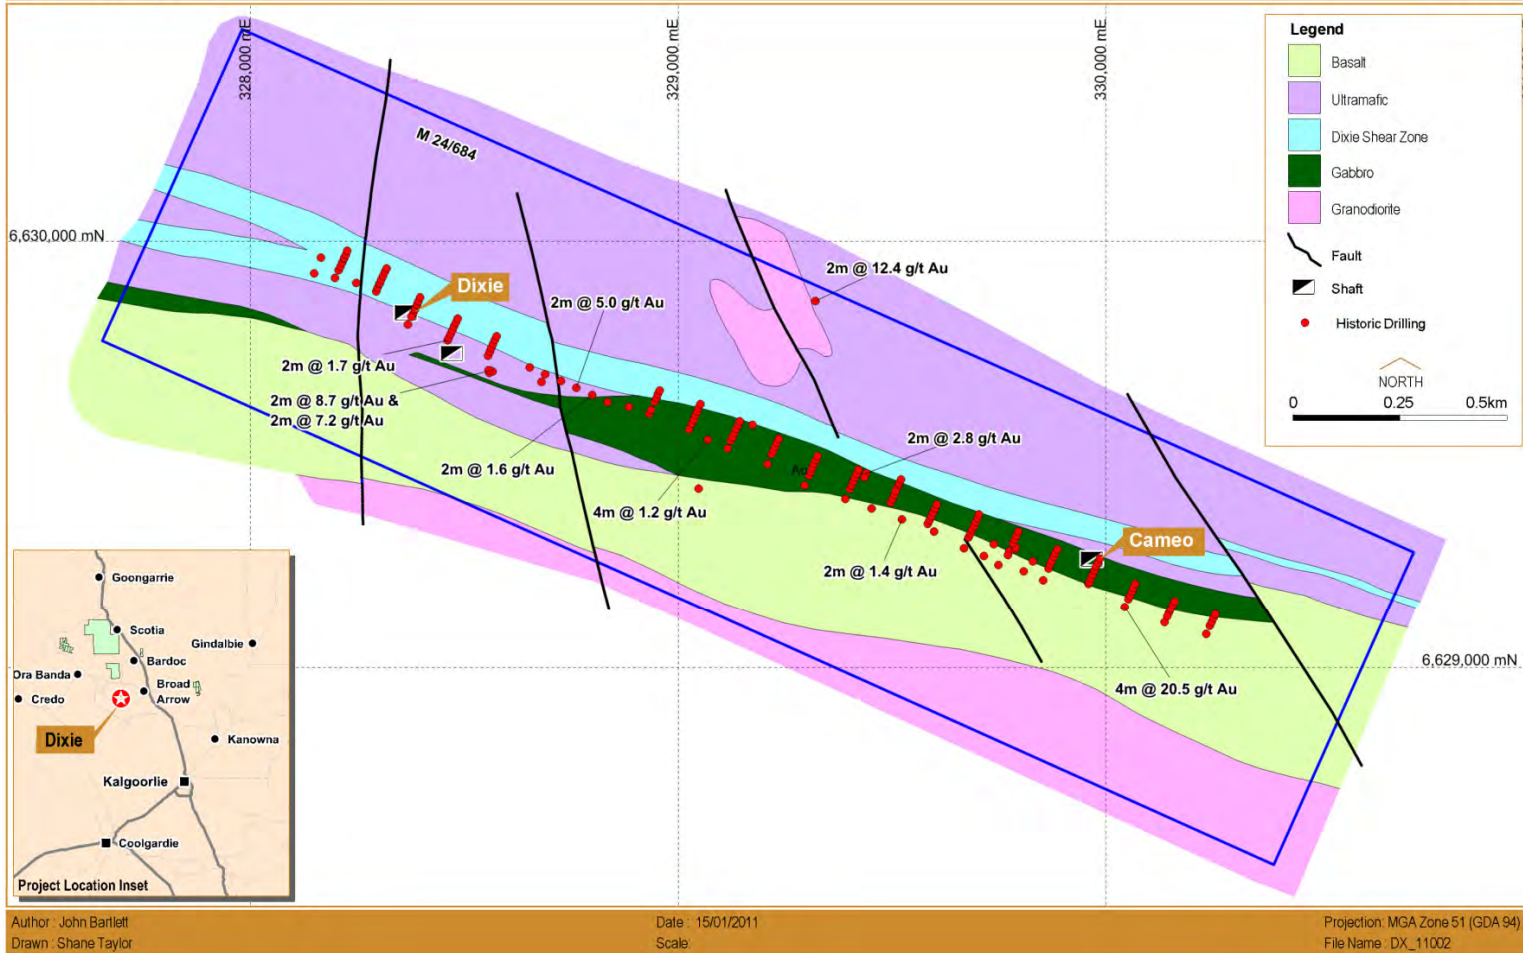 328,000 mE
329,000 mE
330,000 mE
Legend
Basalt
Ultramafic
Dixie Shear Zone
Gabbro
Granodiorite
Fault
Shaft
Historic Drilling
NORTH
0 0.25 0.5km
M 24/684
6,630,000 mN
Dixie
2m @ 12.4 g/t Au
2m @ 5.0 g/t Au
2m @ 1.7 g/t Au
2m @ 8.7 g/t Au &
2m @ 7.2 g/t Au
2m @ 1.6 g/t Au
2m @ 2.8 g/t Au
4m @ 1.2 g/t Au
Cameo
2m @ 1.4 g/t Au
6,629,000 mN
4m @ 20.5 g/t Au
Goongarrie
Scotia
Gindalbie
Bardoc
Ora Banda
Broad
Arrow
Credo
Dixie
Kanowna
Kalgoorlie
Coolgardie
Project Location Inset
Author : John Bartlett
Drawn : Shane Taylor
Date : 15/01/2011
Scale:
Projection: MGA Zone 51 (GDA 94)
File Name : DX_11002